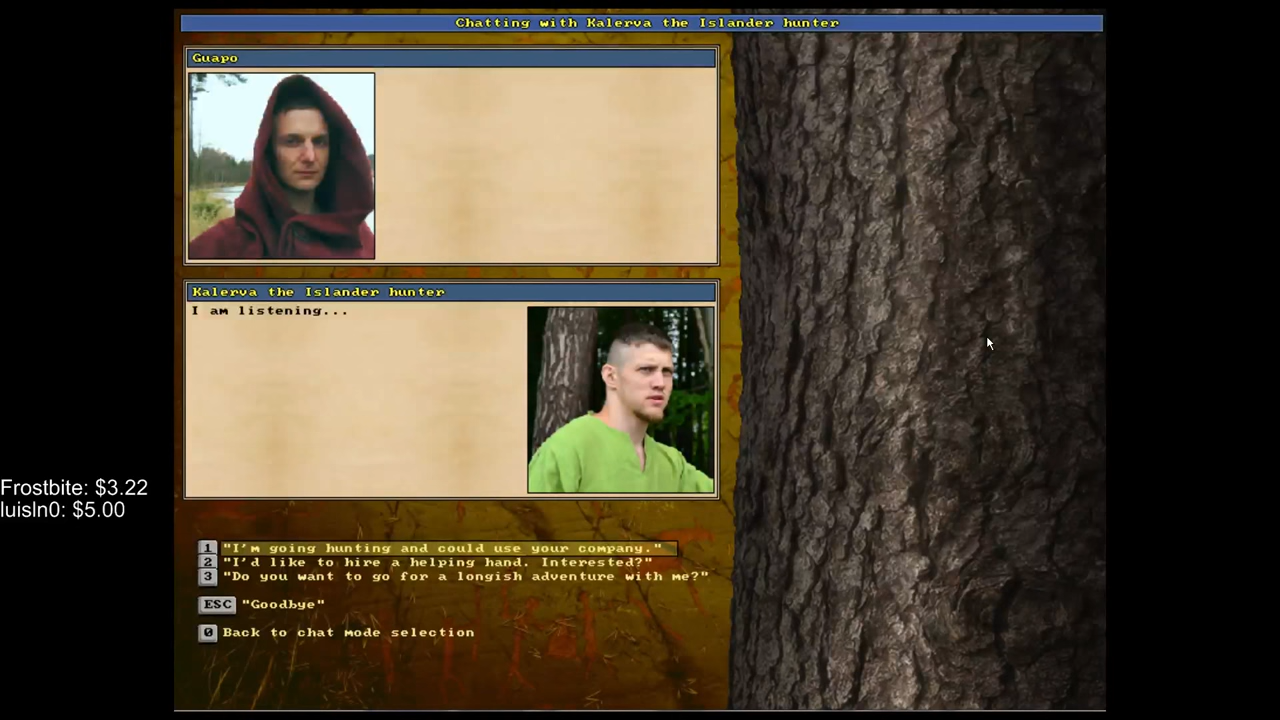 Chatting with Kalerva the Islander hunter
Guapo
Kalerva the Islander hunter
I am listening...
Frostbite: $3.22
luisln0: $5.00
1 "I'm going hunting and could use your company."
2 "I'd like to hire a helping hand. Interested?"
3 "Do you want to go for a longish adventure with me?"
ESC "Goodbye"
0 Back to chat mode selection